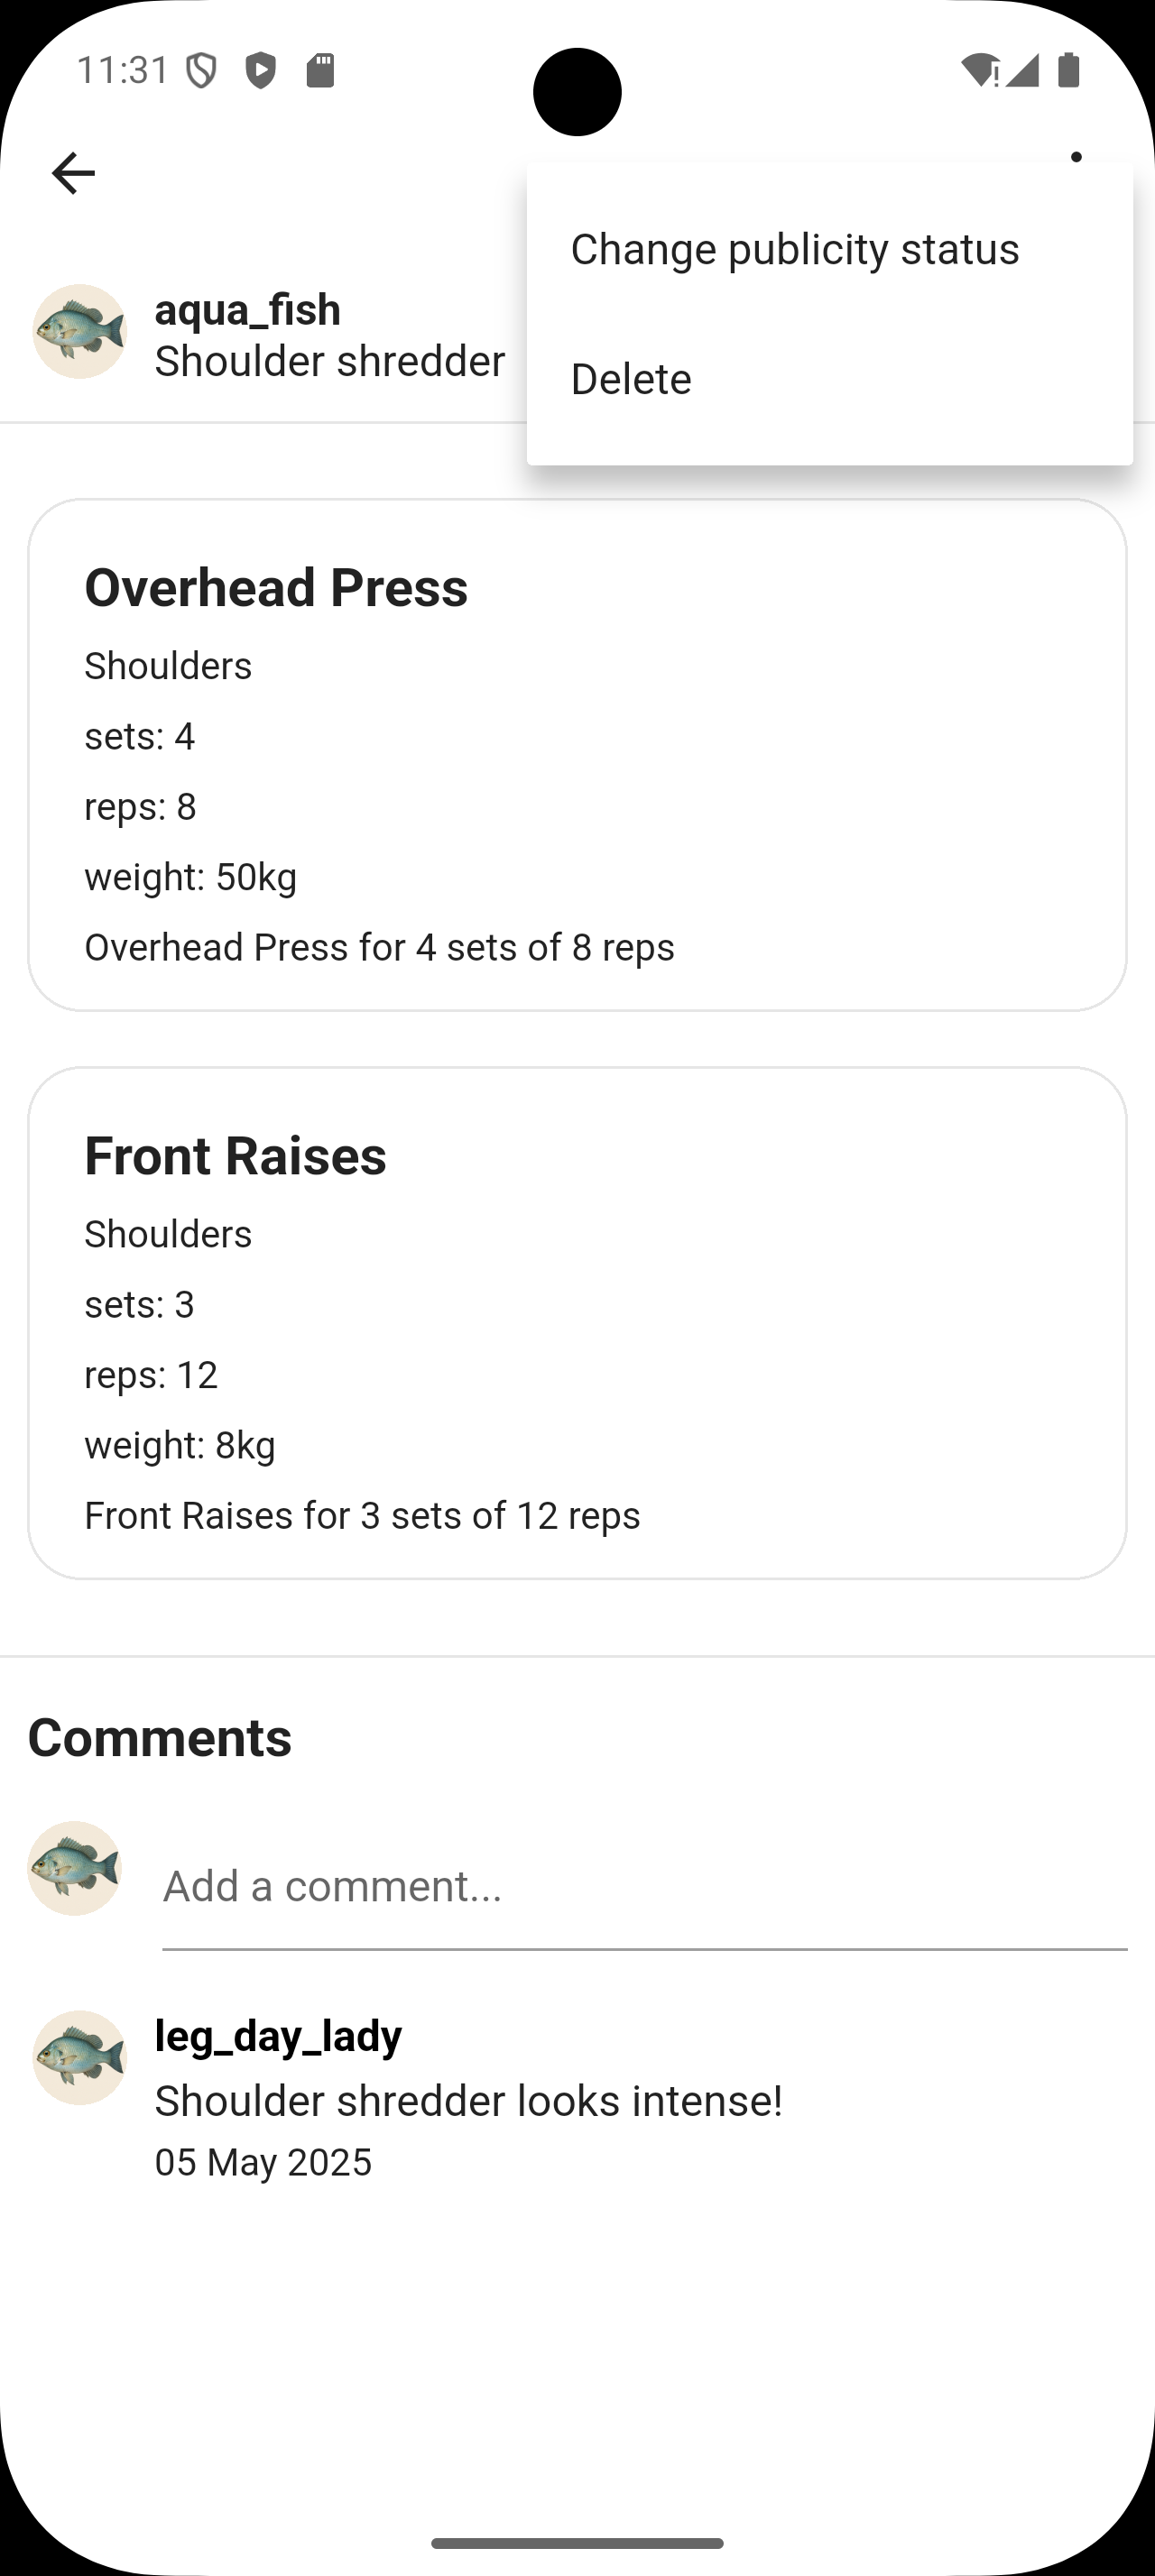 11:31
Change publicity status
Delete
aqua_fish
Shoulder shredder
Overhead Press
Shoulders
sets: 4
reps: 8
weight: 50kg
Overhead Press for 4 sets of 8 reps
Front Raises
Shoulders
sets: 3
reps: 12
weight: 8kg
Front Raises for 3 sets of 12 reps
Comments
Add a comment...
leg_day_lady
Shoulder shredder looks intense!
05 May 2025